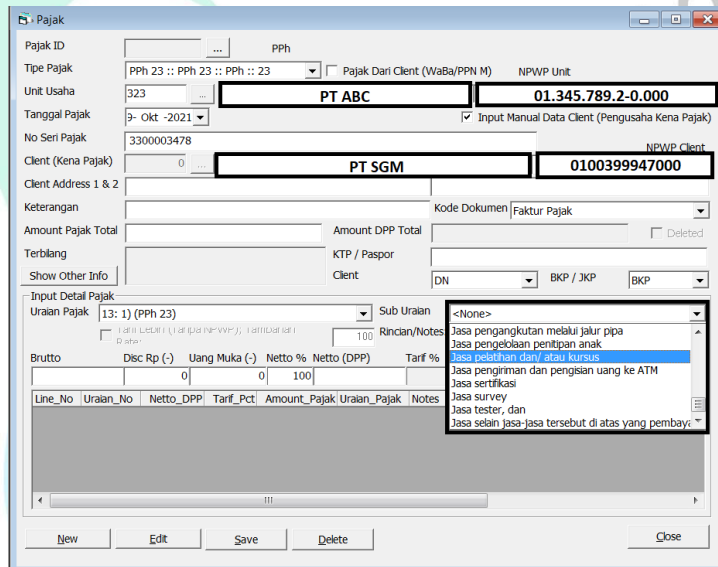 Pajak
Pajak ID ... PPh
Tipe Pajak PPh 23 :: PPh 23 :: PPh :: 23 Pajak Dari Client (WaBa/PPN M) NPWP Unit
Unit Usaha 323 ... PT ABC 01.345.789.2-0.000
Tanggal Pajak 9- Okt -2021 Input Manual Data Client (Pengusaha Kena Pajak)
No Seri Pajak 3300003478 NPWP Client
Client (Kena Pajak) 0 ... PT SGM 0100399947000
Client Address 1 & 2
Keterangan Kode Dokumen Faktur Pajak
Amount Pajak Total Amount DPP Total Deleted
Terbilang KTP / Paspor
Show Other Info Client DN BKP / JKP BKP
Input Detail Pajak
Uraian Pajak 13: 1) (PPh 23) Sub Uraian <None>
Tarif Lebih (Tanpa NPWP), Tambahan
Rate: 100 Rincian/Notes
Jasa pengangkutan melalui jalur pipa
Jasa pengelolaan penitipan anak
Jasa pelatihan dan/ atau kursus
Jasa pengiriman dan pengisian uang ke ATM
Jasa sertifikasi
Jasa survey
Jasa tester, dan
Jasa selain jasa-jasa tersebut di atas yang pembaya
Brutto Disc Rp (-) Uang Muka (-) Netto % Netto (DPP) Tarif %
0 0 100
Line_No Uraian_No Netto_DPP Tarif_Pct Amount_Pajak Uraian_Pajak Notes
New Edit Save Delete Close